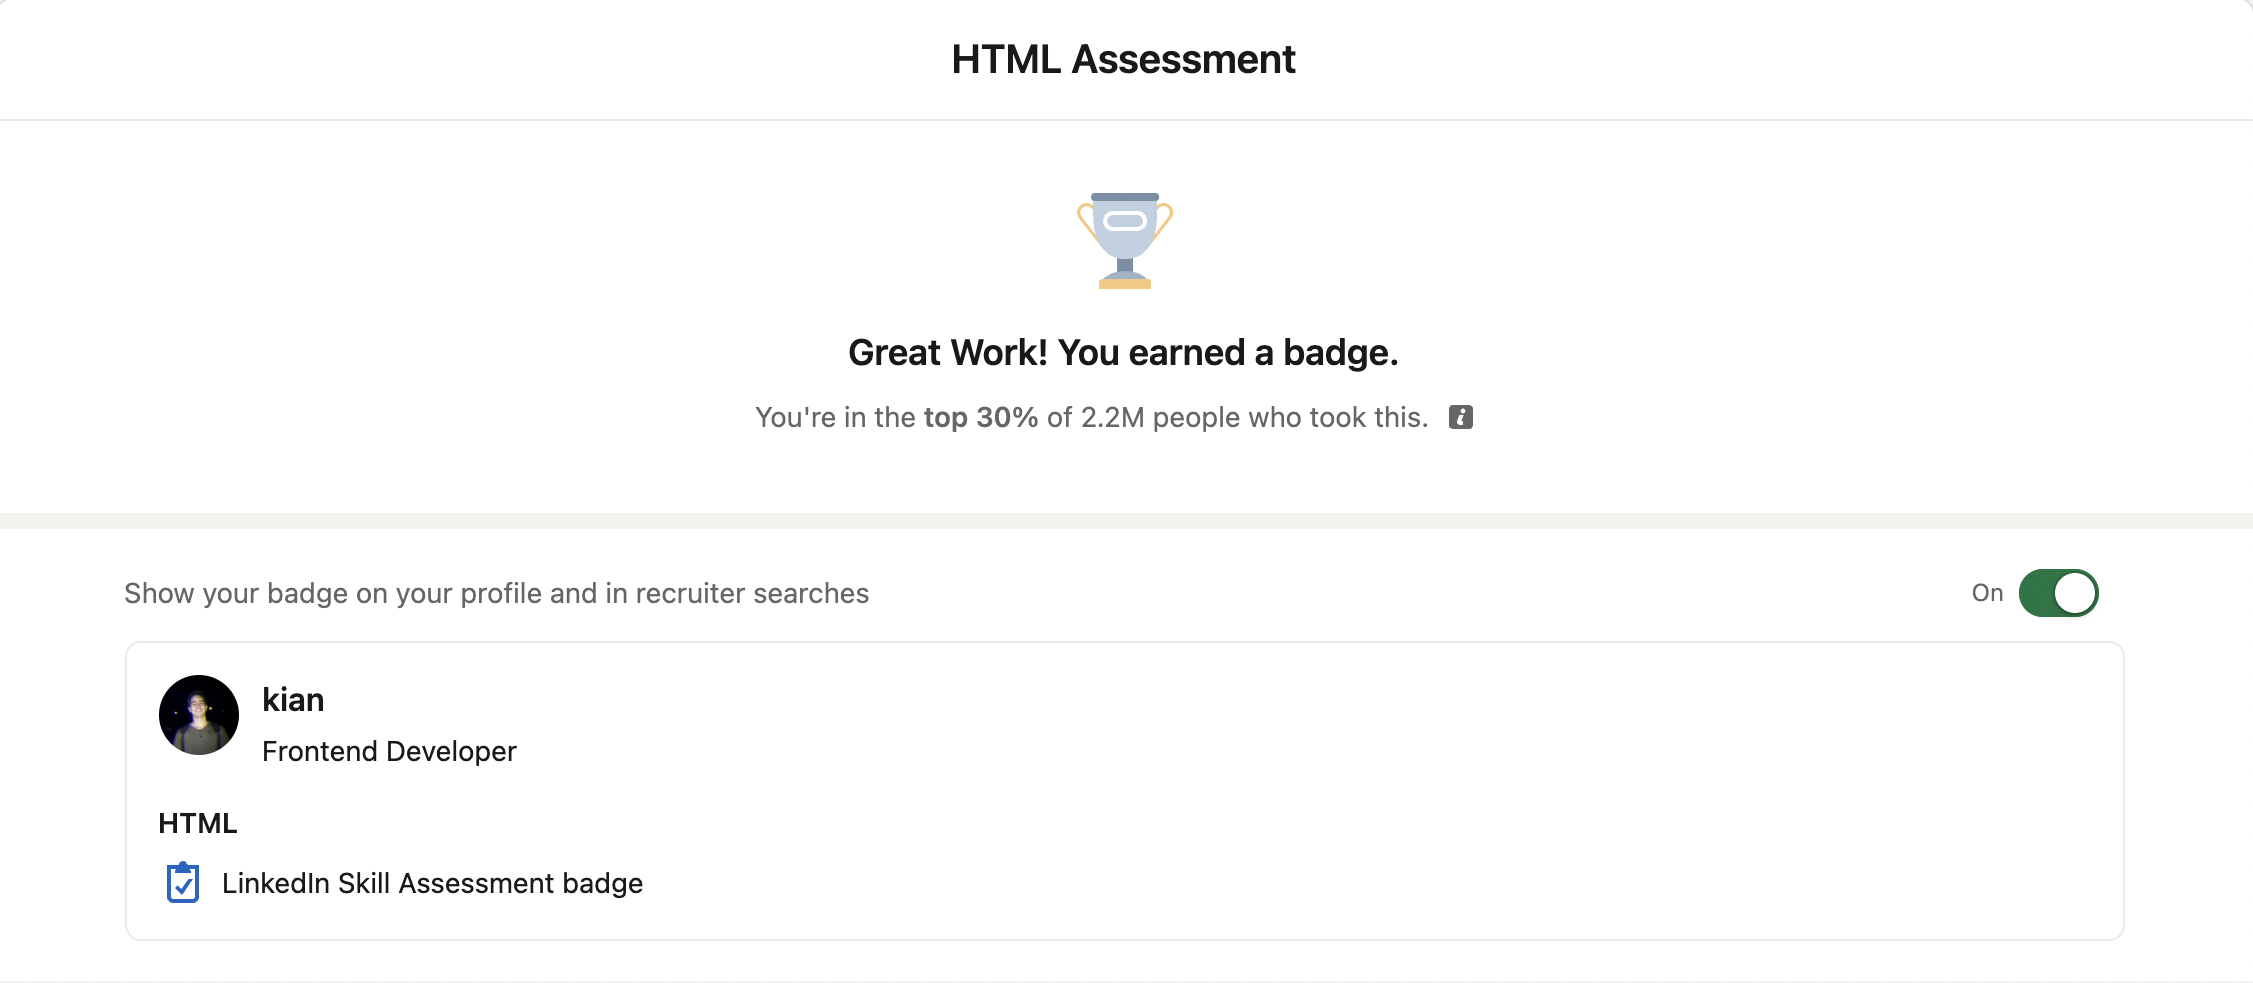 HTML Assessment
Great Work! You earned a badge.
You're in the top 30% of 2.2M people who took this.
Show your badge on your profile and in recruiter searches
On
kian
Frontend Developer
HTML
LinkedIn Skill Assessment badge